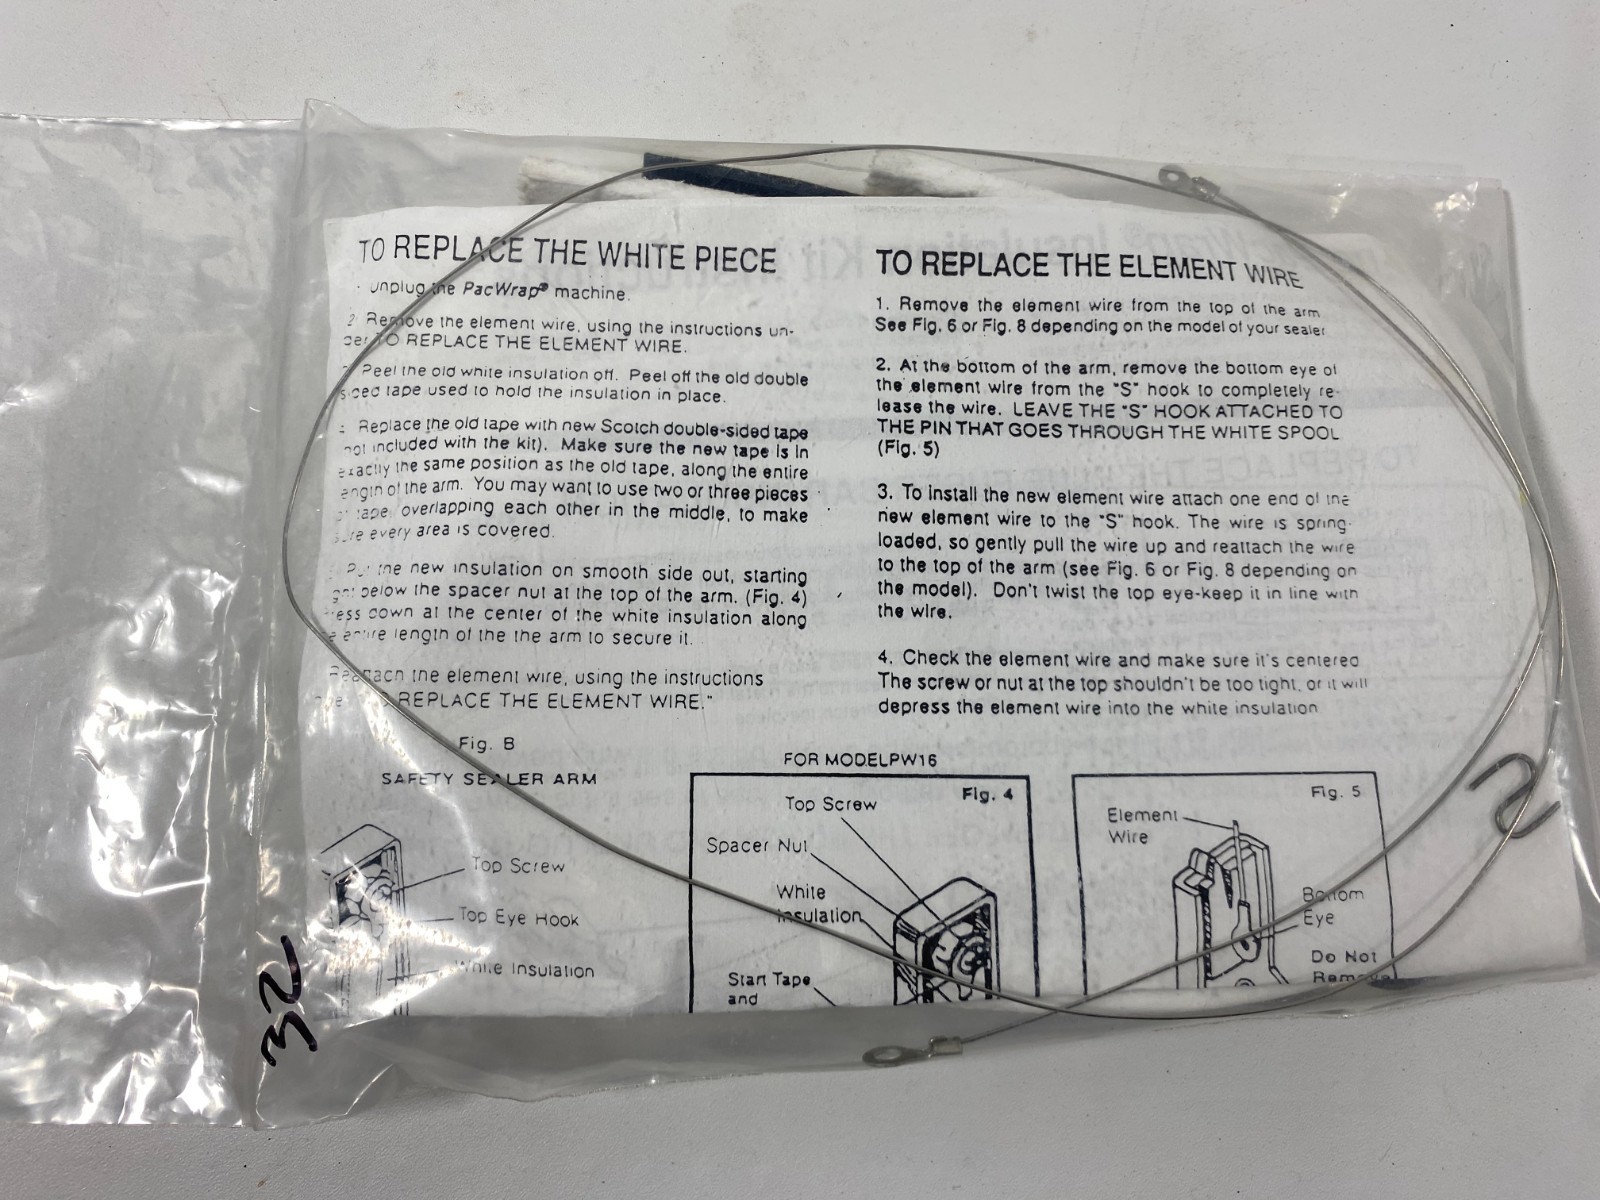 TO REPLACE THE WHITE PIECE
unplug the PacWrap® machine.
2. Remove the element wire, using the instructions un-
der TO REPLACE THE ELEMENT WIRE.
Peel the old white insulation off. Peel off the old double
sided tape used to hold the insulation in place.
Replace the old tape with new Scotch double-sided tape
not included with the kit). Make sure the new tape is in
exactly the same position as the old tape, along the entire
length of the arm. You may want to use two or three pieces
of tape, overlapping each other in the middle, to make
sure every area is covered.
Put the new insulation on smooth side out, starting
right below the spacer nut at the top of the arm. (Fig. 4)
Press down at the center of the white insulation along
the entire length of the the arm to secure it.
Reattach the element wire, using the instructions
TO REPLACE THE ELEMENT WIRE."
Fig. B
SAFETY SEALER ARM
Top Screw
Top Eye Hook
White Insulation
TO REPLACE THE ELEMENT WIRE
1. Remove the element wire from the top of the arm
See Fig. 6 or Fig. 8 depending on the model of your sealer
2. At the bottom of the arm, remove the bottom eye of
the element wire from the "S" hook to completely re-
lease the wire. LEAVE THE "S" HOOK ATTACHED TO
THE PIN THAT GOES THROUGH THE WHITE SPOOL
(Fig. 5)
3. To install the new element wire attach one end of the
new element wire to the "S" hook. The wire is spring-
loaded, so gently pull the wire up and reattach the wire
to the top of the arm (see Fig. 6 or Fig. 8 depending on
the model). Don't twist the top eye-keep it in line with
the wire.
4. Check the element wire and make sure it's centered
The screw or nut at the top shouldn't be too tight, or it will
depress the element wire into the white insulation
FOR MODELPW16
Fig. 4
Top Screw
Spacer Nut
White
Insulation
Start Tape
and
Fig. 5
Element
Wire
Bottom
Eye
Do Not
Remove
32